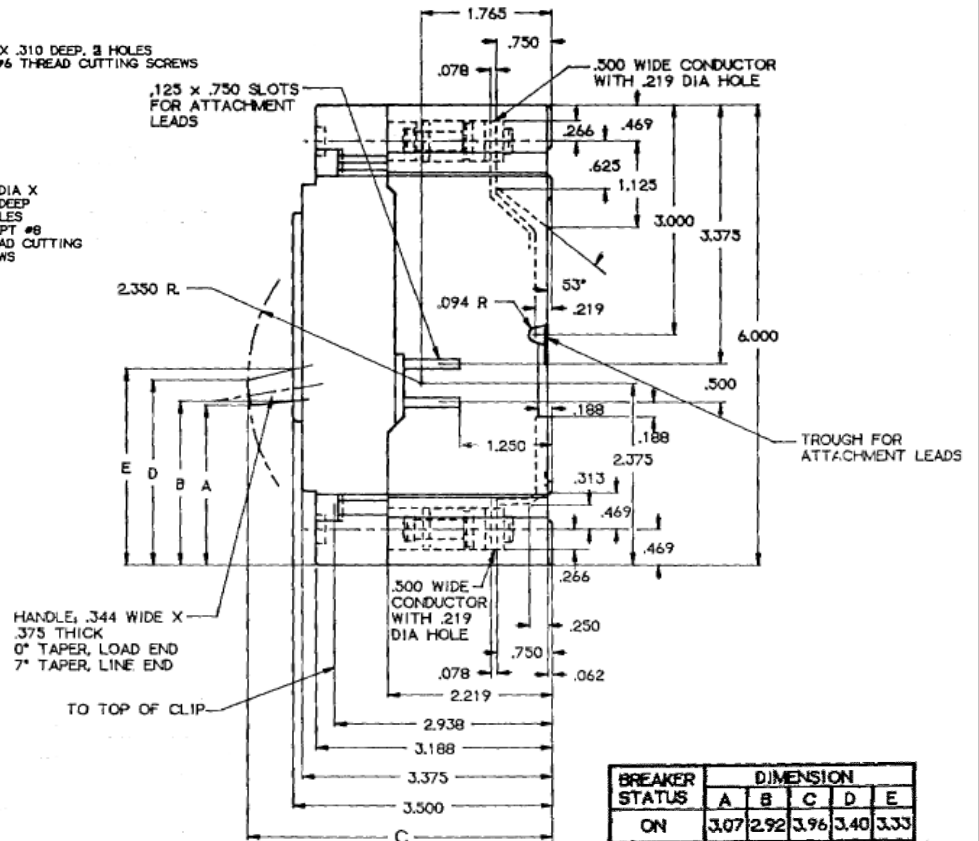 1.765
X .310 DEEP, 2 HOLES
#6 THREAD CUTTING SCREWS
.750
.078
.500 WIDE CONDUCTOR
WITH .219 DIA HOLE
.125 x .750 SLOTS
FOR ATTACHMENT
LEADS
.266
.469
.625
1.125
DIA X
DEEP
LES
PT #8
AD CUTTING
WS
3.000
3.375
53°
2.350 R.
.094 R
.219
6.000
.500
.188
.188
1.250
TROUGH FOR
ATTACHMENT LEADS
E
D
B
A
2.375
.313
.469
.469
.266
.500 WIDE
CONDUCTOR
WITH .219
DIA HOLE
HANDLE; .344 WIDE X
.375 THICK
0° TAPER, LOAD END
7° TAPER, LINE END
.250
.750
.078
.062
2.219
TO TOP OF CLIP
2.938
3.188
3.375
3.500
C
BREAKER STATUS DIMENSION
A B C D E
ON 3.07 2.92 3.96 3.40 3.33